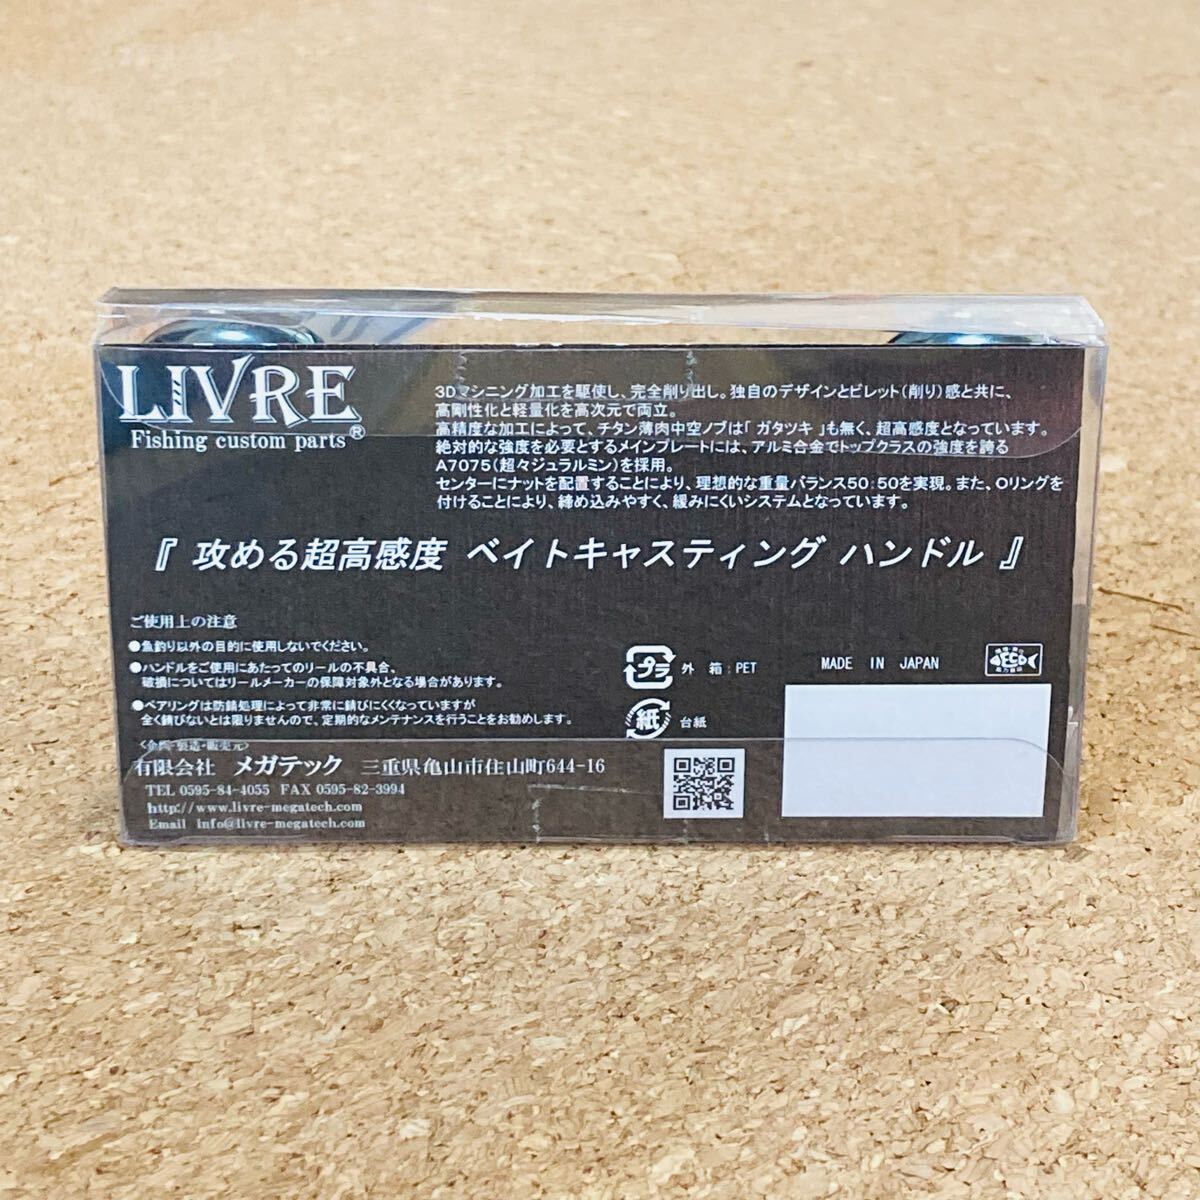 LIVRE
Fishing custom parts®
3Dマシニング加工を駆使し、完全削り出し。独自のデザインとビレット(削り)感と共に、
高剛性化と軽量化を高次元で両立。
高精度な加工によって、チタン薄肉中空ノブは「ガタツキ」も無く、超高感度となっています。
絶対的な強度を必要とするメインプレートには、アルミ合金でトップクラスの強度を誇る
A7075(超々ジュラルミン)を採用。
センターにナットを配置することにより、理想的な重量バランス50:50を実現。また、Oリングを
付けることにより、締め込みやすく、緩みにくいシステムとなっています。
『 攻める超高感度 ベイトキャスティング ハンドル 』
ご使用上の注意
●魚釣り以外の目的に使用しないでください。
●ハンドルをご使用にあたってのリールの不具合、
破損についてはリールメーカーの保障対象外となる場合があります。
●ベアリングは防錆処理によって非常に錆びにくくなっていますが
全く錆びないとは限りませんので、定期的なメンテナンスを行うことをお勧めします。
<企画・製造・販売元>
有限会社 メガテック 三重県亀山市住山町644-16
TEL 0595-84-4055 FAX 0595-82-3994
http://www.livre-megatech.com
Email info@livre-megatech.com
プラ 外 箱:PET
紙 台紙
MADE IN JAPAN
ECO